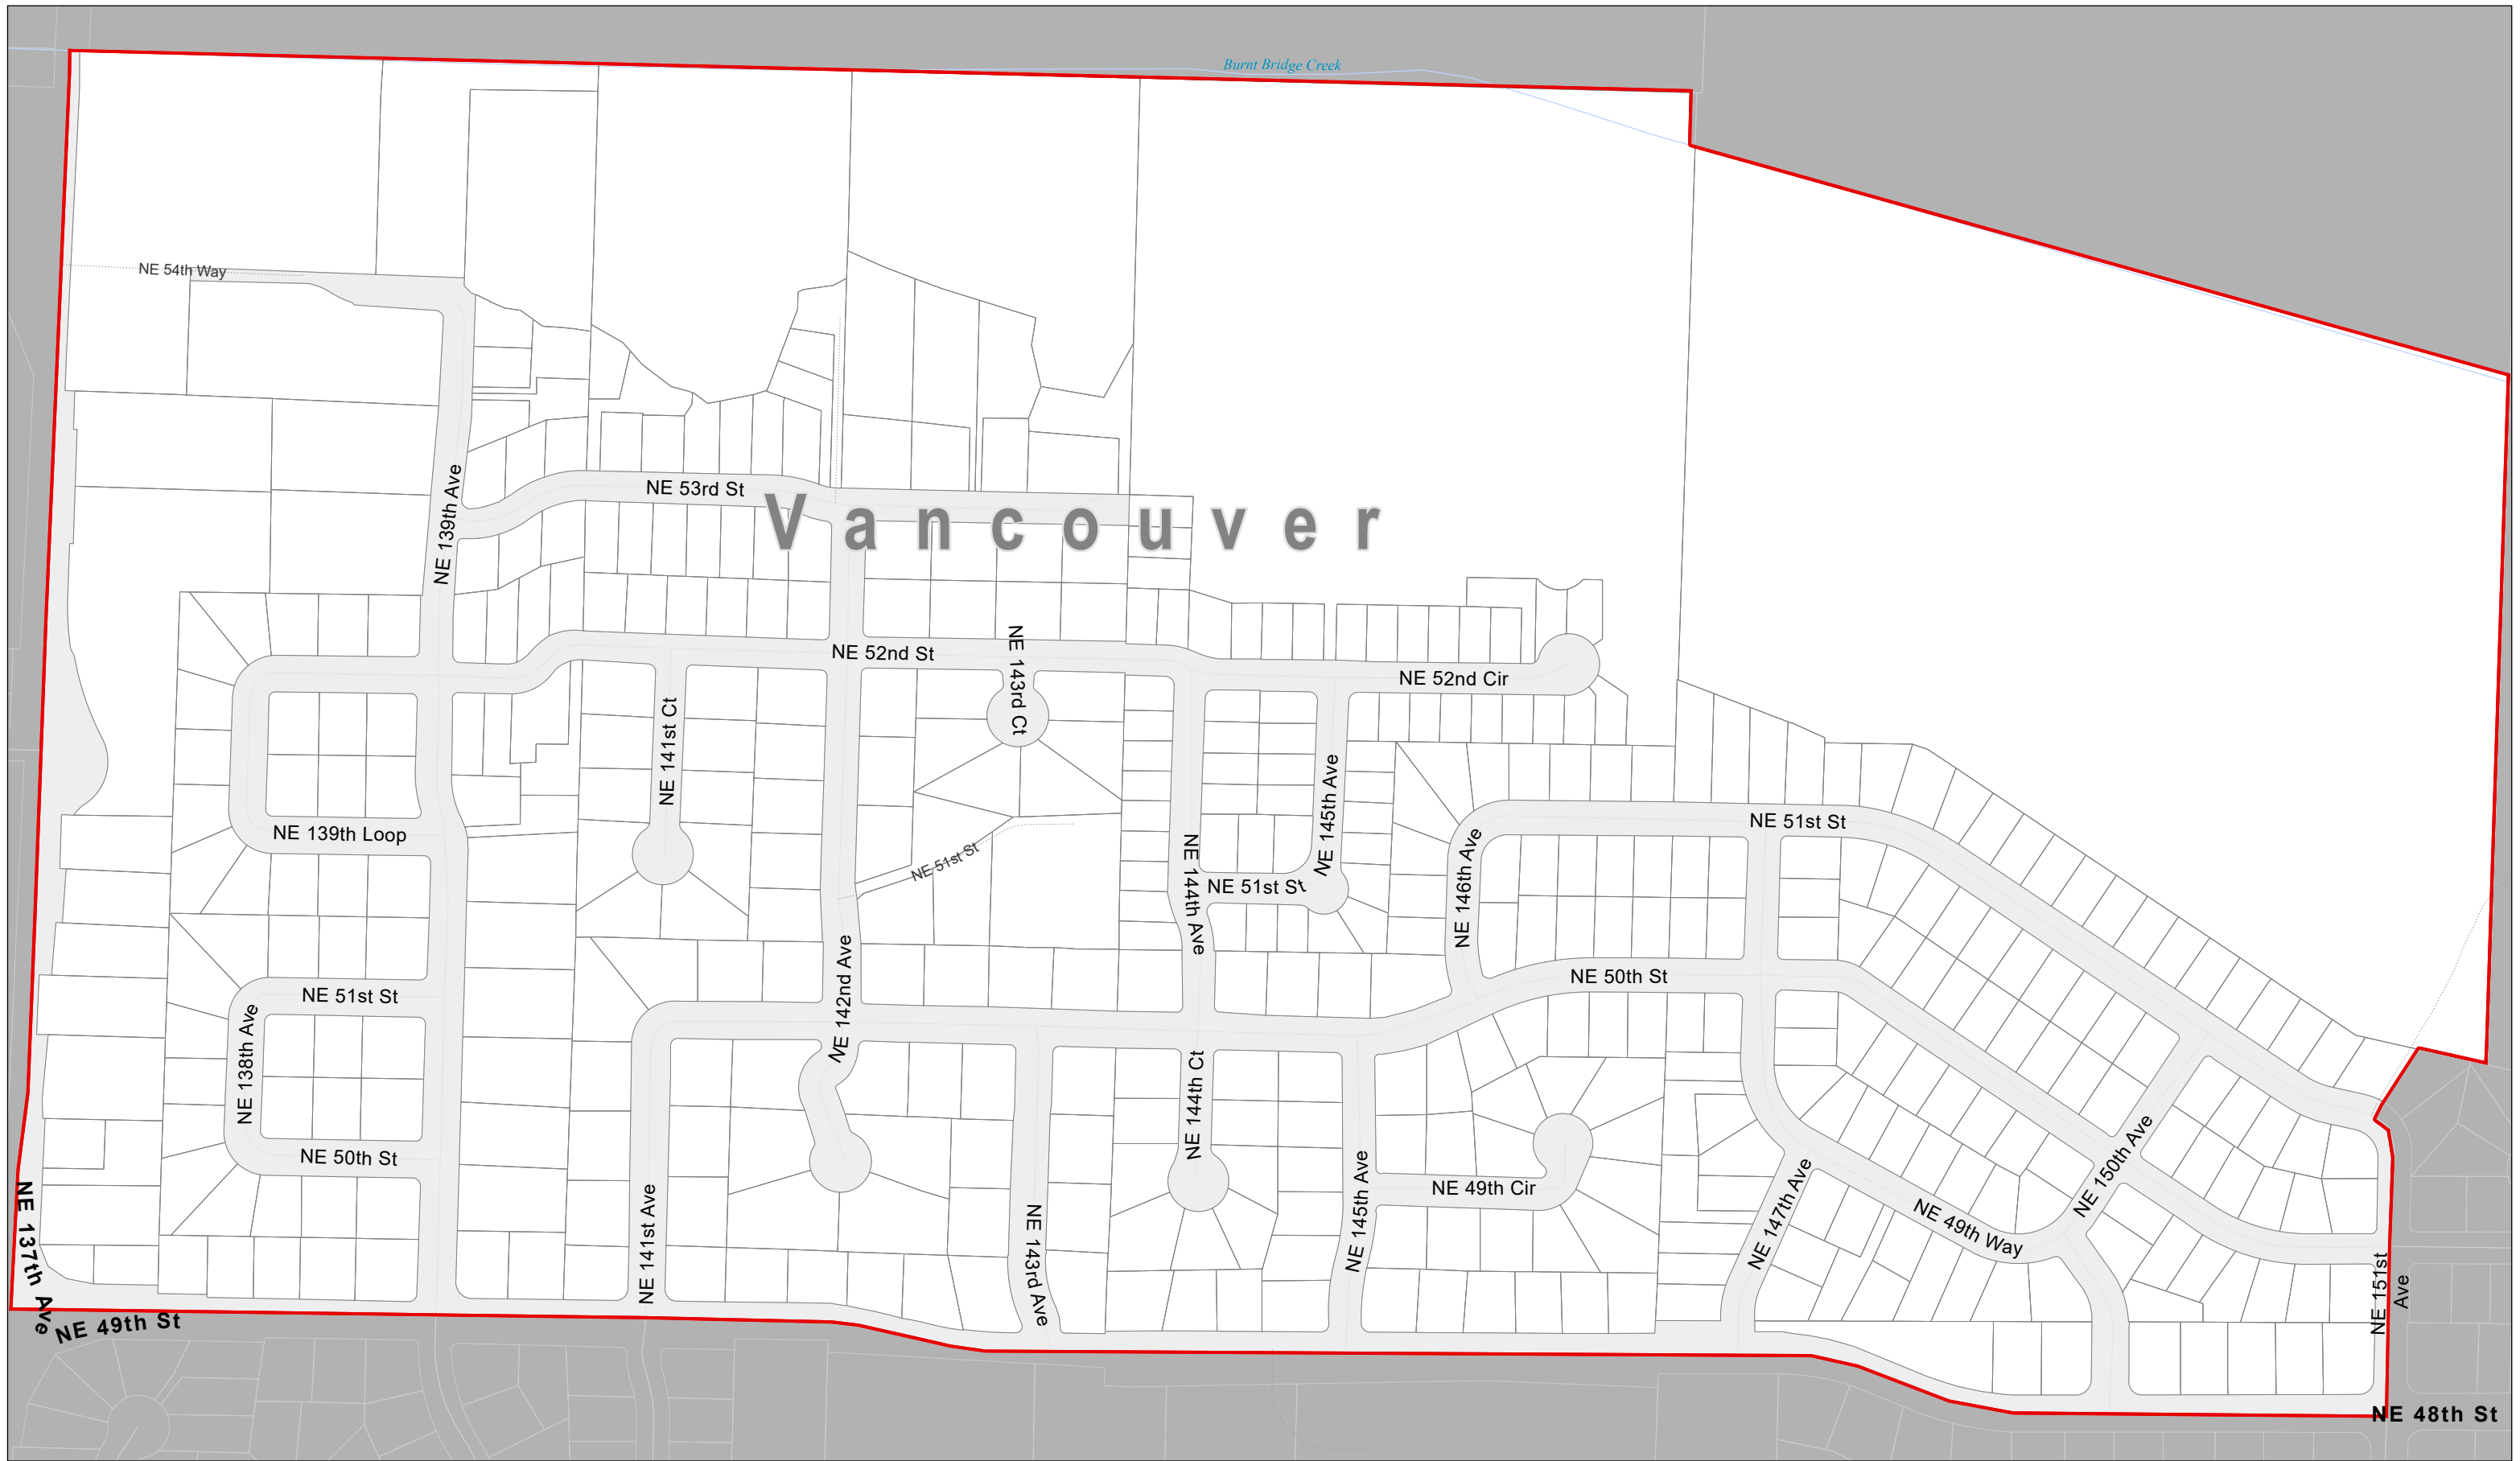 Burnt Bridge Creek
NE 54th Way
NE 53rd St
NE 139th Ave
Vancouver
NE 52nd St
NE 143rd Ct
NE 52nd Cir
NE 141st Ct
NE 145th Ave
NE 139th Loop
NE 51st St
NE 51st St
NE 144th Ave
NE 146th Ave
NE 51st St
NE 142nd Ave
NE 50th St
NE 51st St
NE 138th Ave
NE 144th Ct
NE 50th St
NE 150th Ave
NE 137th Ave
NE 141st Ave
NE 143rd Ave
NE 145th Ave
NE 49th Cir
NE 147th Ave
NE 49th Way
NE 151st
Ave
NE 49th St
NE 48th St